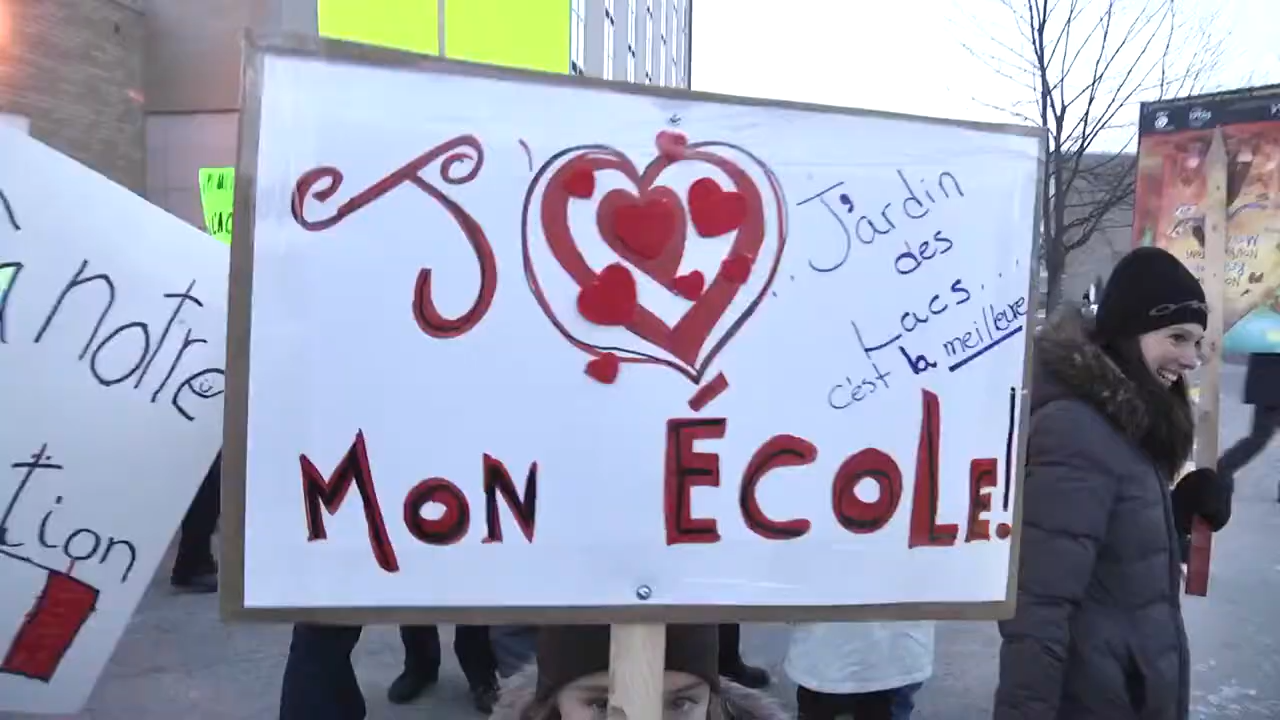 J'
Jardin
des
Lacs...
c'est la meilleure
MON ÉCOLE!
notre
tion